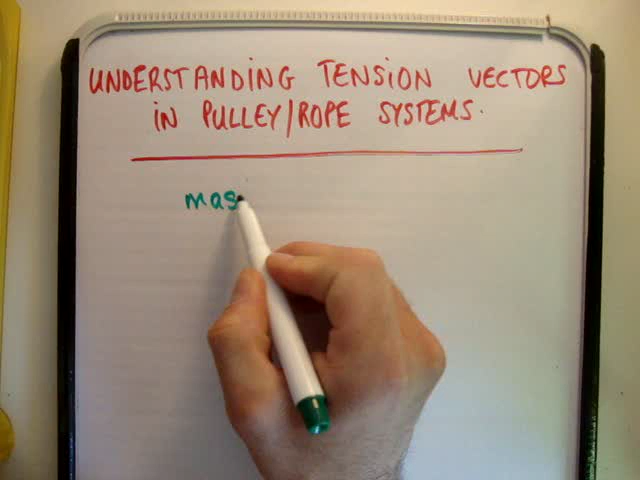 UNDERSTANDING TENSION VECTORS
IN PULLEY/ROPE SYSTEMS.
mas